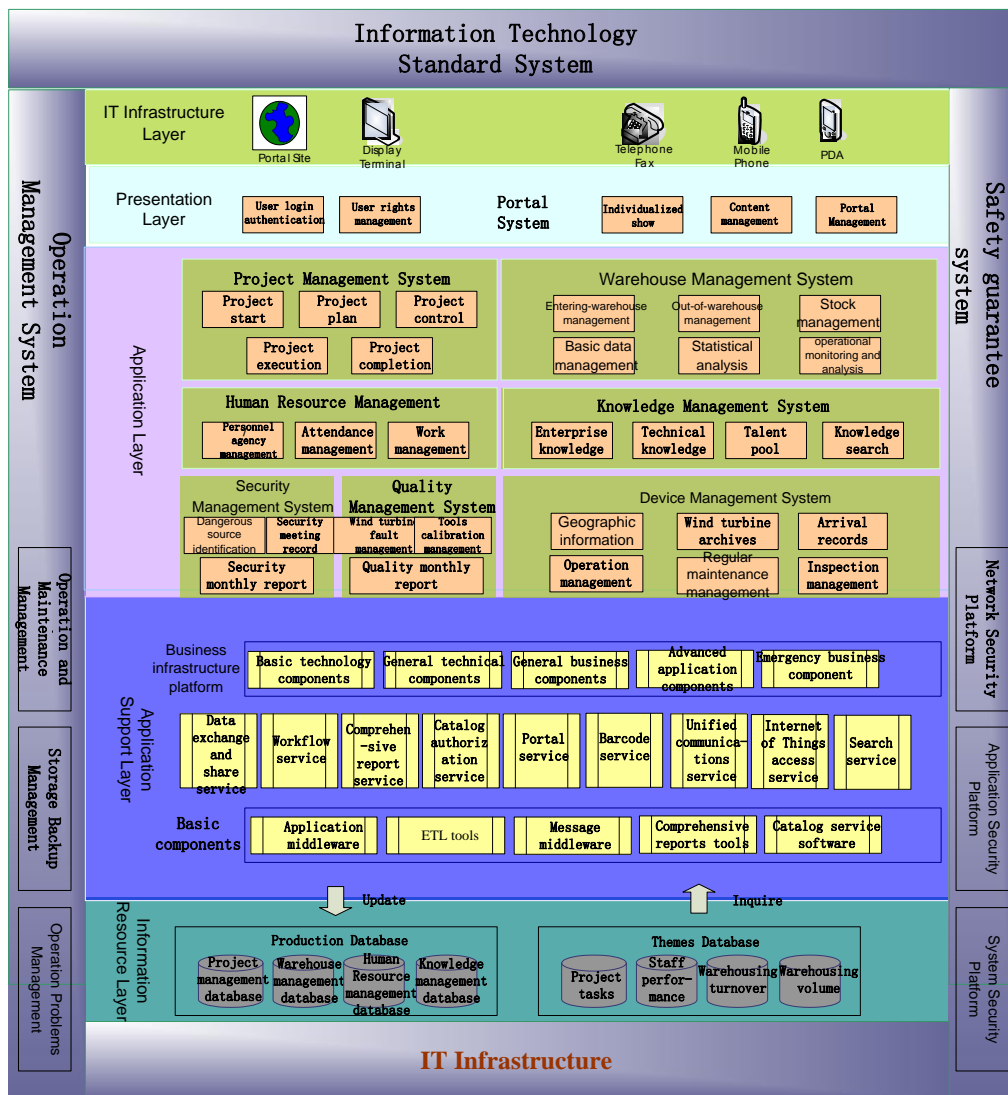 Information Technology
Standard System
IT Infrastructure
Layer
Portal Site
Display
Terminal
Telephone
Fax
Mobile
Phone
PDA
Presentation
Layer
User login
authentication
User rights
management
Portal
System
Individualized
show
Content
management
Portal
Management
Application Layer
Project Management System
Project
start
Project
plan
Project
control
Project
execution
Project
completion
Warehouse Management System
Entering-warehouse
management
Out-of-warehouse
management
Stock
management
Basic data
management
Statistical
analysis
operational
monitoring and
analysis
Human Resource Management
Personnel
agency
management
Attendance
management
Work
management
Knowledge Management System
Enterprise
knowledge
Technical
knowledge
Talent
pool
Knowledge
search
Security
Management System
Dangerous
source
identification
Security
meeting
record
Security
monthly report
Quality
Management System
Wind turbine
fault
management
Tools
calibration
management
Quality monthly
report
Device Management System
Geographic
information
Wind turbine
archives
Arrival
records
Operation
management
Regular
maintenance
management
Inspection
management
Application
Support Layer
Business
infrastructure
platform
Basic technology
components
General technical
components
General business
components
Advanced
application
components
Emergency business
component
Data
exchange
and
share
service
Workflow
service
Comprehen
-sive
report
service
Catalog
authoriz
ation
service
Portal
service
Barcode
service
Unified
communica-
tions
service
Internet
of Things
access
service
Search
service
Basic
components
Application
middleware
ETL tools
Message
middleware
Comprehensive
reports tools
Catalog service
software
Update
Inquire
Information
Resource Layer
Production Database
Project
management
database
Warehouse
management
database
Human
Resource
management
database
Knowledge
management
database
Themes Database
Project
tasks
Staff
perfor-
mance
Warehousing
turnover
Warehousing
volume
IT Infrastructure
Operation
Management System
Operation and
Maintenance
Management
Storage Backup
Management
Operation Problems
Management
Safety guarantee
system
Network Security
Platform
Application Security
Platform
System Security
Platform